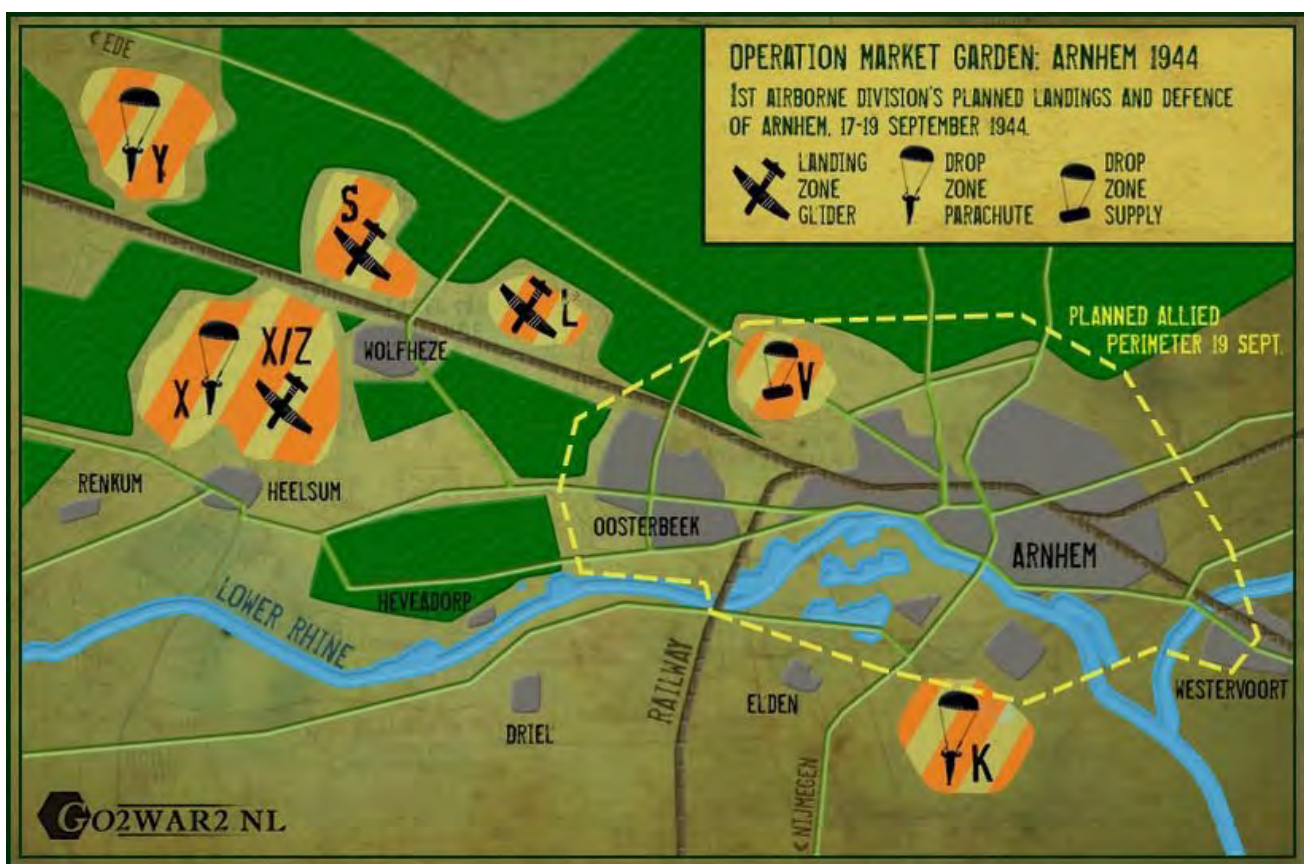 OPERATION MARKET GARDEN: ARNHEM 1944
1ST AIRBORNE DIVISION'S PLANNED LANDINGS AND DEFENCE
OF ARNHEM, 17-19 SEPTEMBER 1944.
LANDING
ZONE
GLIDER
DROP
ZONE
PARACHUTE
DROP
ZONE
SUPPLY
< EDE
Y
S
L
X/Z
X
WOLFHEZE
V
PLANNED ALLIED
PERIMETER 19 SEPT.
RENKUM
HEELSUM
OOSTERBEEK
ARNHEM
HEVEADORP
LOWER RHINE
RAILWAY
DRIEL
ELDEN
WESTERVOORT
K
< NIJMEGEN
GO2WAR2 NL